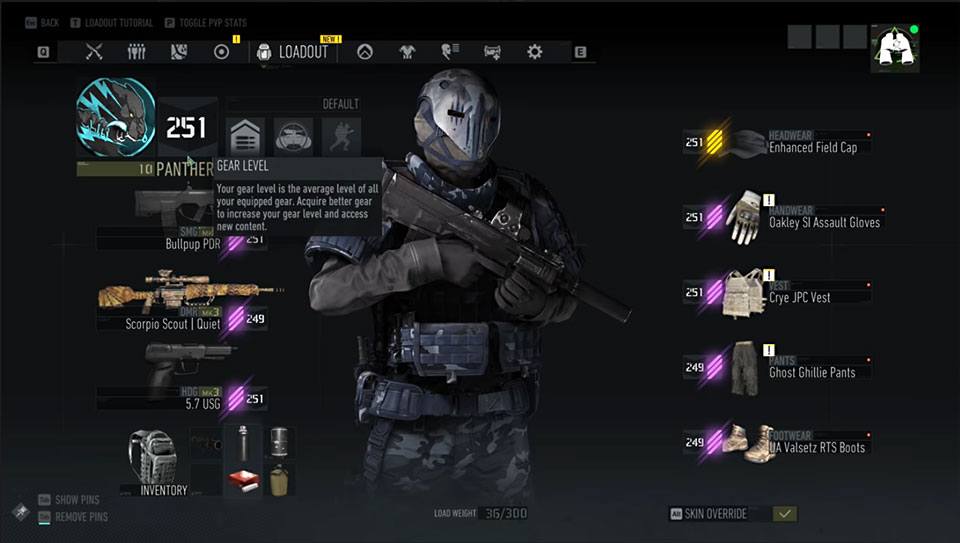 Esc BACK T LOADOUT TUTORIAL P TOGGLE PVP STATS
Q ! LOADOUT NEW ! E
251
DEFAULT
10 PANTHER
GEAR LEVEL
Your gear level is the average level of all
your equipped gear. Acquire better gear
to increase your gear level and access
new content.
SMG
Bullpup PDR
251
DMR MK3
Scorpio Scout | Quiet
249
HDG MK3
5.7 USG
251
INVENTORY
SHOW PINS
REMOVE PINS
LOAD WEIGHT 36/300
251
HEADWEAR
Enhanced Field Cap
251
!
HANDWEAR
Oakley SI Assault Gloves
251
!
VEST
Crye JPC Vest
249
!
PANTS
Ghost Ghillie Pants
249
FOOTWEAR
UA Valsetz RTS Boots
Alt SKIN OVERRIDE